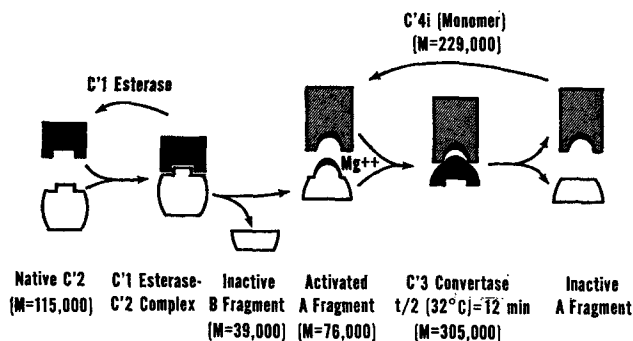 C'4i (Monomer)
(M=229,000)
C'1 Esterase
Mg++
Native C'2
(M=115,000)
C'1 Esterase-
C'2 Complex
Inactive
B Fragment
(M=39,000)
Activated
A Fragment
(M=76,000)
C'3 Convertase
t/2 (32°C)=12 min
(M=305,000)
Inactive
A Fragment